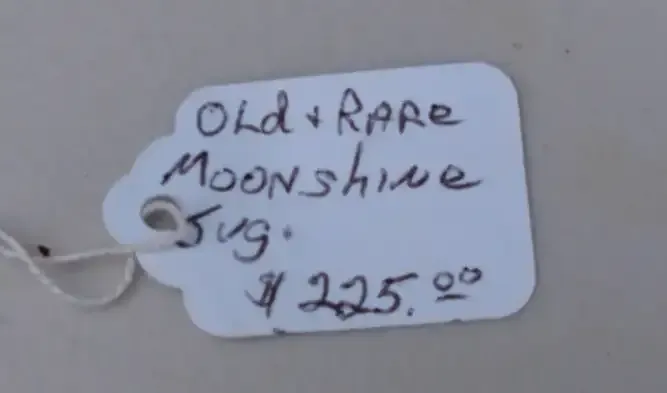 OLd + RARe
MOONShiNe
Jug.
$225.00